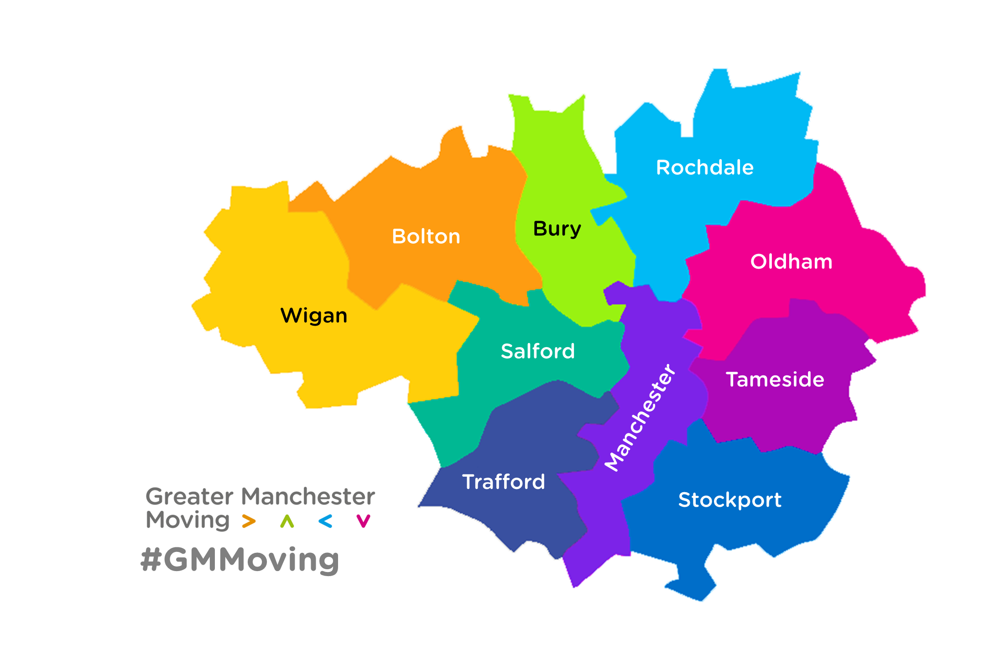 Rochdale
Bury
Bolton
Oldham
Wigan
Salford
Tameside
Manchester
Trafford
Stockport
Greater Manchester
Moving > ^ < v
#GMMoving